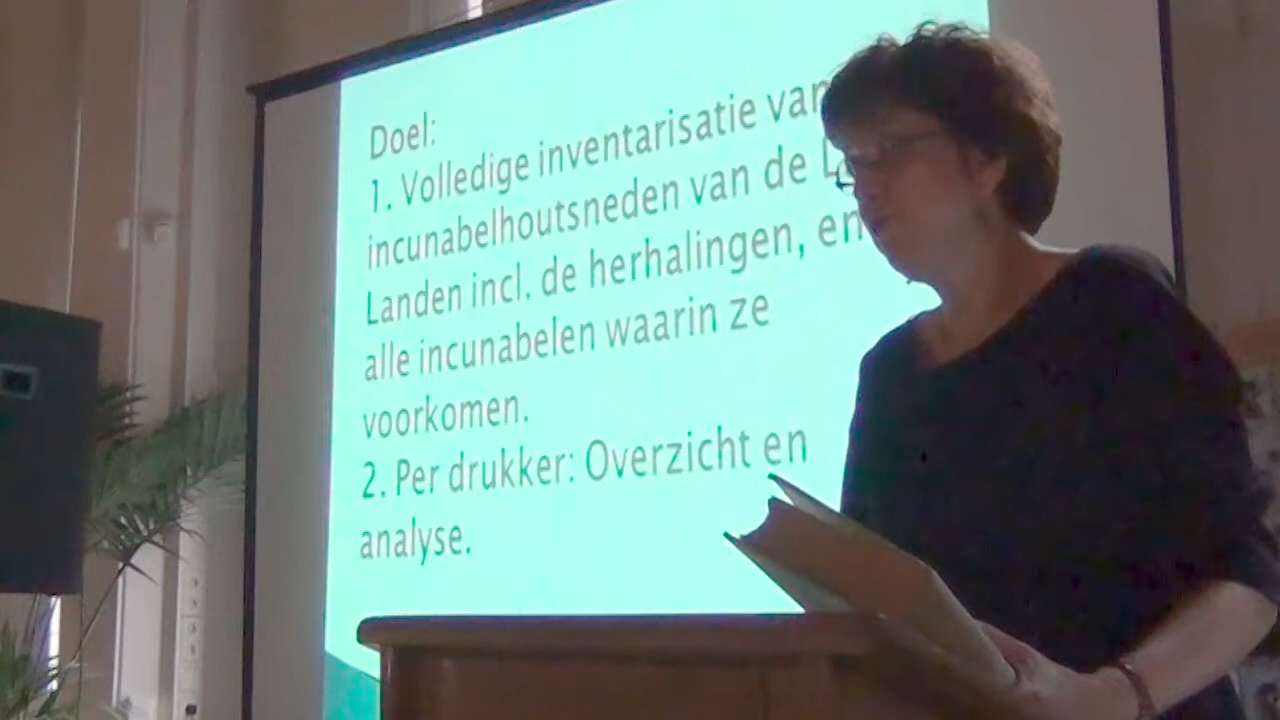 Doel:
1. Volledige inventarisatie van
incunabelhoutsneden van de
Landen incl. de herhalingen, en
alle incunabelen waarin ze
voorkomen.
2. Per drukker: Overzicht en
analyse.